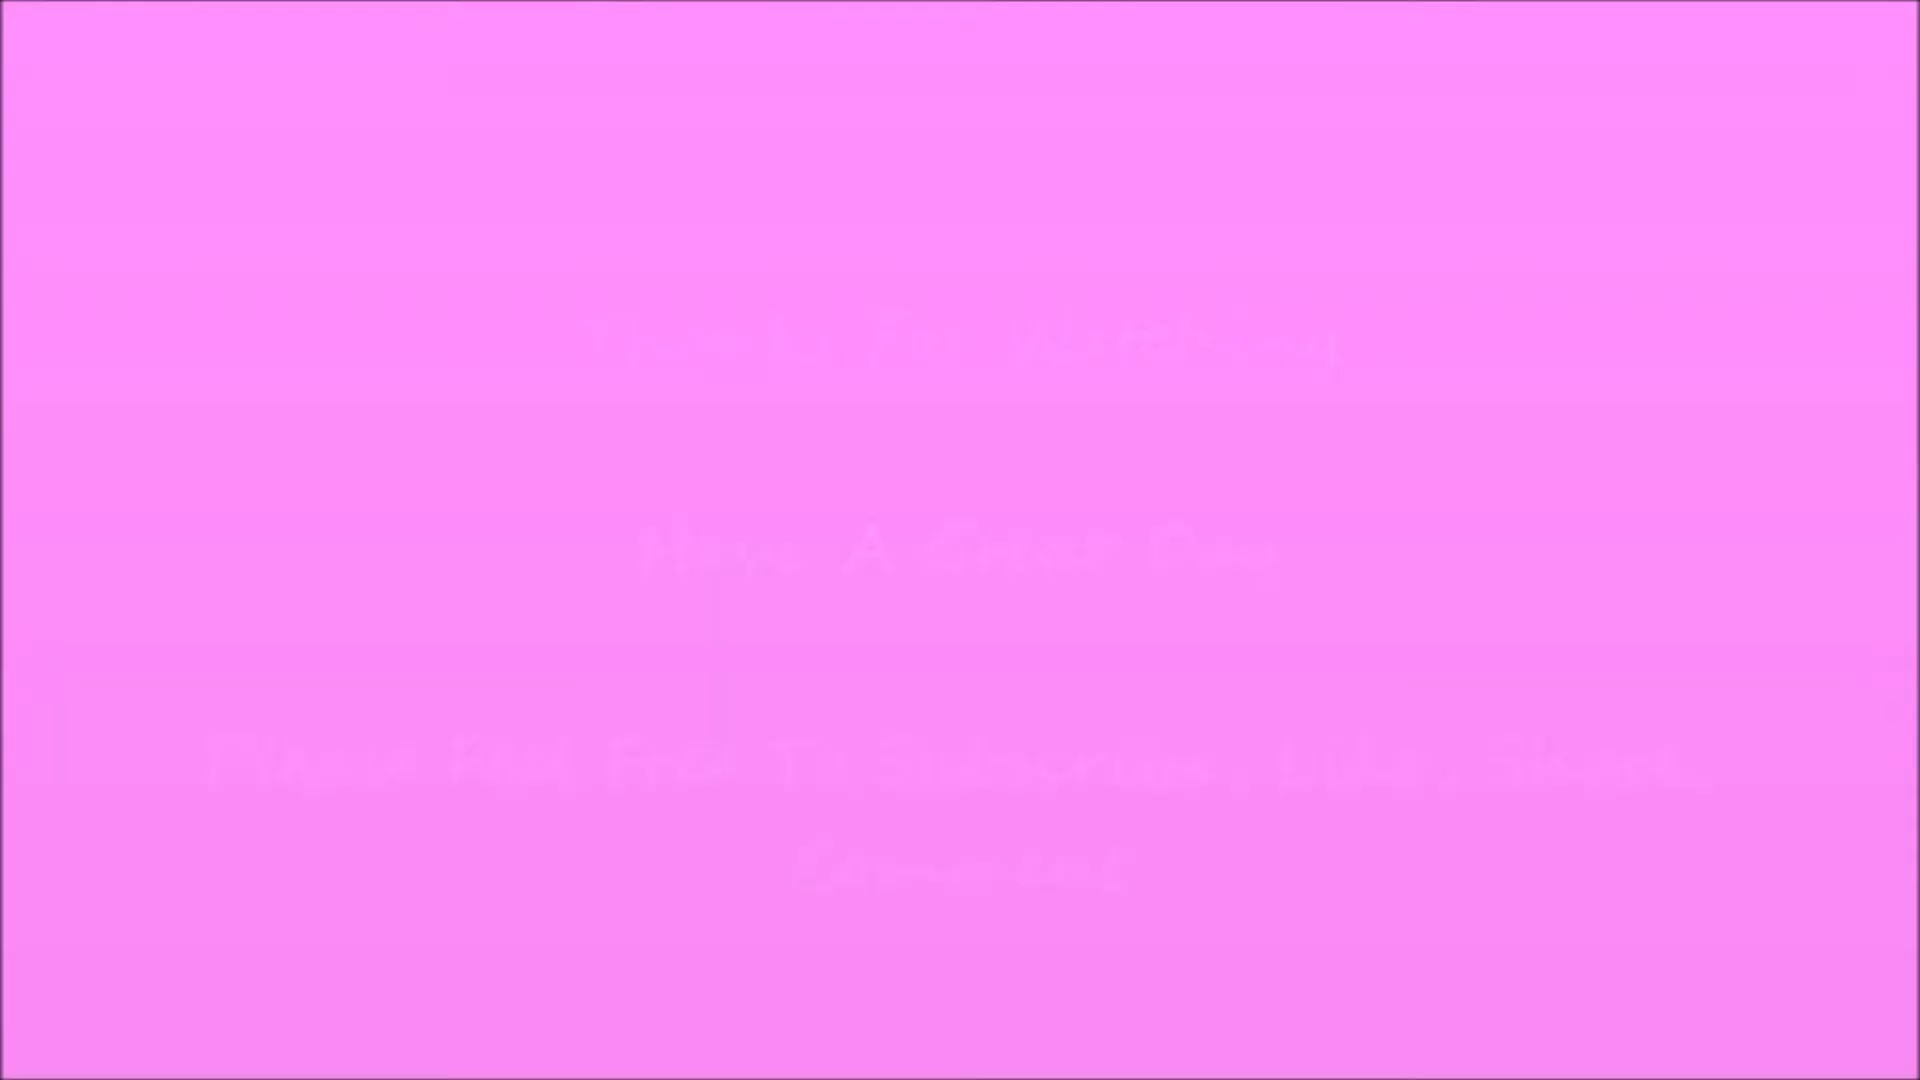 Thanks For Watching
Have A Great Day
Please Feel Free To Subscribe, Like, Share,
Comment